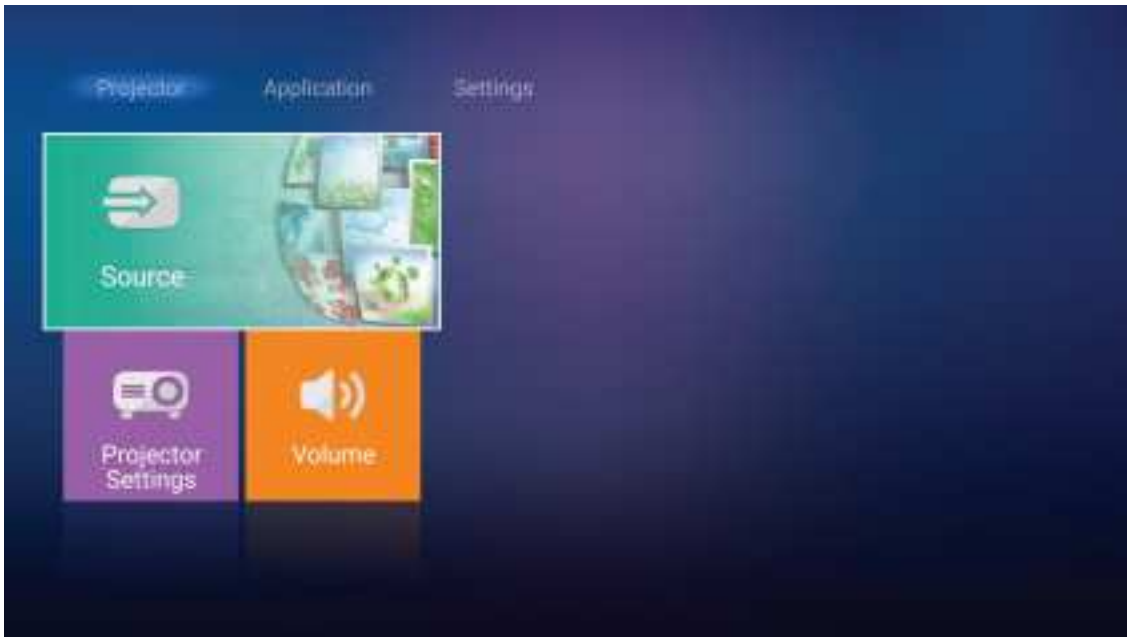 Projector
Application
Settings
Source
Projector
Settings
Volume